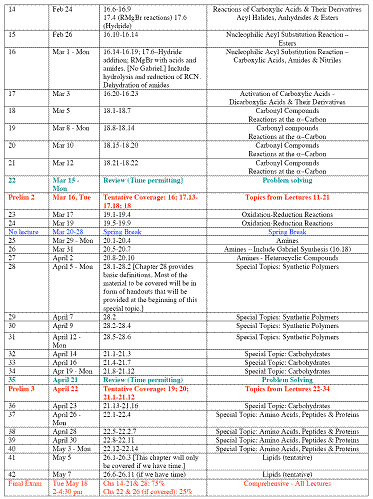 14 Feb 24 16.6-16.9 Reactions of Carboxylic Acids & Their Derivatives
17.4 (RMgBr reactions) 17.6 Acyl Halides, Anhydrides & Esters
(Hydride)
15 Feb 26 16.10-16.14 Nucleophilic Acyl Substitution Reaction –
Esters
16 Mar 1 - Mon 16.14-16.19; 17.6–Hydride Nucleophilic Acyl Substitution Reaction –
addition; RMgBr with acids and Carboxylic Acids, Amides & Nitriles
amides. [No Gabriel.] Include
hydrolysis and reduction of RCN.
Dehydration of amides
17 Mar 3 16.20-16.23 Activation of Carboxylic Acids -
Dicarboxylic Acids & Their Derivatives
18 Mar 5 18.1-18.7 Carbonyl Compounds
Reactions at the α–Carbon
19 Mar 8 - Mon 18.8-18.14 Carbonyl compounds
Reactions at the α–Carbon
20 Mar 10 18.15-18.20 Carbonyl Compounds
Reactions at the α–Carbon
21 Mar 12 18.21-18.22 Carbonyl Compounds
Reactions at the α–Carbon
22 Mar 15 - Review (Time permitting) Problem solving
Mon
Prelim 2 Mar 16, Tue Tentative Coverage: 16; 17.13- Topics from Lectures 11-21
17.18; 18
23 Mar 17 19.1-19.4 Oxidation-Reduction Reactions
24 Mar 19 19.5-19.9 Oxidation-Reduction Reactions
No lecture Mar 20-28 Spring Break Spring Break
25 Mar 29 - Mon 20.1-20.4 Amines
26 Mar 31 20.5-20.7 Amines – Include Gabriel Synthesis (16.18)
27 April 2 20.8-20.10 Amines - Heterocyclic Compounds
28 April 5 - Mon 28.1-28.2 [Chapter 28 provides Special Topics: Synthetic Polymers
basic definitions. Most of the
material to be covered will be in
form of handouts that will be
provided at the beginning of this
special topic.]
29 April 7 28.2 Special Topics: Synthetic Polymers
30 April 9 28.2-28.4 Special Topics: Synthetic Polymers
31 April 12 - 28.5-28.6 Special Topics: Synthetic Polymers
Mon
32 April 14 21.1-21.3 Special Topic: Carbohydrates
33 April 16 21.4-21.7 Special Topic: Carbohydrates
34 Apr 19 - Mon 21.8-21.12 Special Topic: Carbohydrates
35 April 21 Review (Time permitting) Problem Solving
Prelim 3 April 22 Tentative Coverage: 19; 20; Topics from Lectures 22-34
21.1-21.12
36 April 23 21.13-21.16 Special Topic: Carbohydrates
37 April 26 - 22.1-22.4 Special Topic: Amino Acids, Peptides & Proteins
Mon
38 April 28 22.5-22.7 Special Topic: Amino Acids, Peptides & Proteins
39 April 30 22.8-22.11 Special Topic: Amino Acids, Peptides & Proteins
40 May 3 - Mon 22.12-22.14 Special Topic: Amino Acids, Peptides & Proteins
41 May 5 26.1-26.3 [This chapter will Lipids (tentative)
only be covered if we have time.]
42 May 7 26.6-26.11 (if we have time) Lipids (tentative)
Final Exam Tue May 18 Chs 14-21& 28: 75% Comprehensive - All Lectures
2-4:30 pm Chs 22 & 26 (if covered): 25%